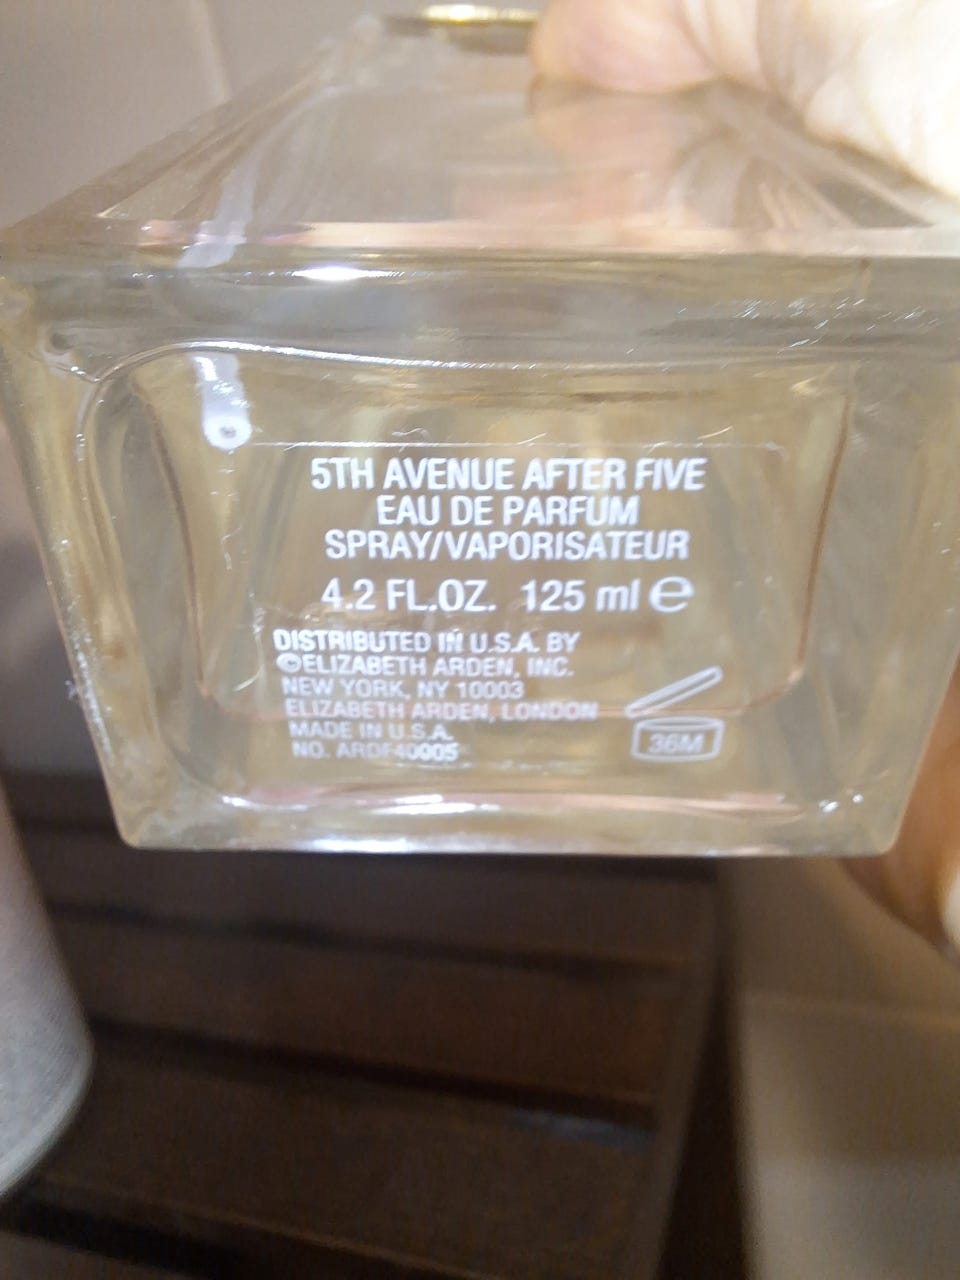 5TH AVENUE AFTER FIVE
EAU DE PARFUM
SPRAY/VAPORISATEUR
4.2 FL.OZ. 125 ml ℮
DISTRIBUTED IN U.S.A. BY
©ELIZABETH ARDEN, INC.
NEW YORK, NY 10003
ELIZABETH ARDEN, LONDON
MADE IN U.S.A.
NO. ARDF40005
36M